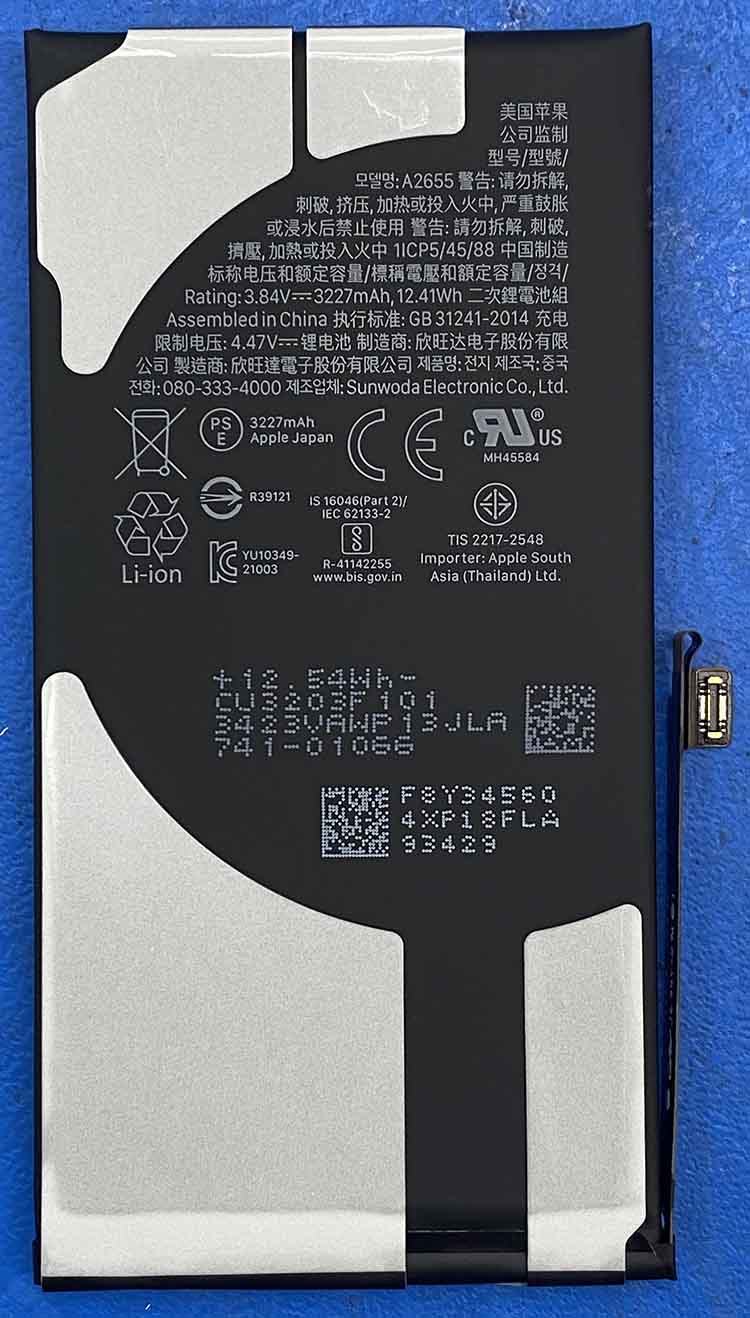 美国苹果
公司监制
型号/型號/
모델명: A2655 警告: 请勿拆解,
刺破, 挤压, 加热或投入火中, 严重鼓胀
或浸水后禁止使用 警告: 請勿拆解, 刺破,
擠壓, 加熱或投入火中 1ICP5/45/88 中国制造
标称电压和额定容量/標稱電壓和額定容量/정격/
Rating: 3.84V⎓3227mAh, 12.41Wh 二次鋰電池組
Assembled in China 执行标准: GB 31241-2014 充电
限制电压: 4.47V⎓锂电池 制造商: 欣旺达电子股份有限
公司 製造商: 欣旺達電子股份有限公司 제품명: 전지 제조국: 중국
전화: 080-333-4000 제조업체: Sunwoda Electronic Co., Ltd.
PS
E
3227mAh
Apple Japan
CE
C RU® US
MH45584
R39121
IS 16046(Part 2)/
IEC 62133-2
R-41142255
www.bis.gov.in
TIS 2217-2548
Importer: Apple South
Asia (Thailand) Ltd.
Li-ion
YU10349-
21003
+12.54Wh-
CW3203F101
3423VAWP13JLA
741-01066
F8Y34560
4XP18FLA
93429